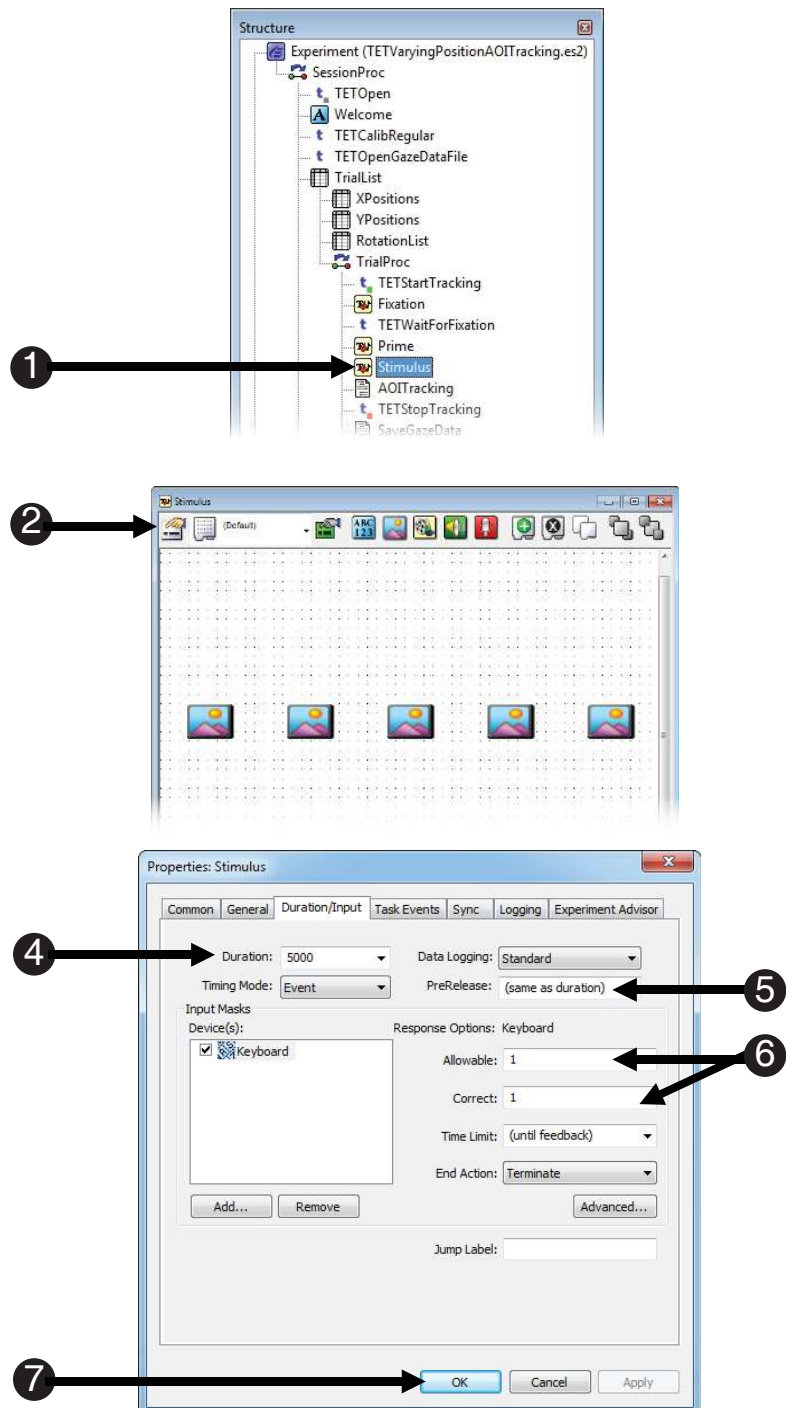 Structure
Experiment (TETVaryingPositionAOITracking.es2)
SessionProc
TETOpen
A Welcome
TETCalibRegular
TETOpenGazeDataFile
TrialList
XPositions
YPositions
RotationList
TrialProc
TETStartTracking
Fixation
TETWaitForFixation
Prime
1 Stimulus
AOITracking
TETStopTracking
SaveGazeData
Stimulus
2 (Default) ABC 123
Properties: Stimulus
Common General Duration/Input Task Events Sync Logging Experiment Advisor
4 Duration: 5000 Data Logging: Standard
Timing Mode: Event PreRelease: (same as duration) 5
Input Masks
Device(s): Response Options: Keyboard
Keyboard Allowable: 1 6
Correct: 1
Time Limit: (until feedback)
End Action: Terminate
Add... Remove Advanced...
Jump Label:
7 OK Cancel Apply